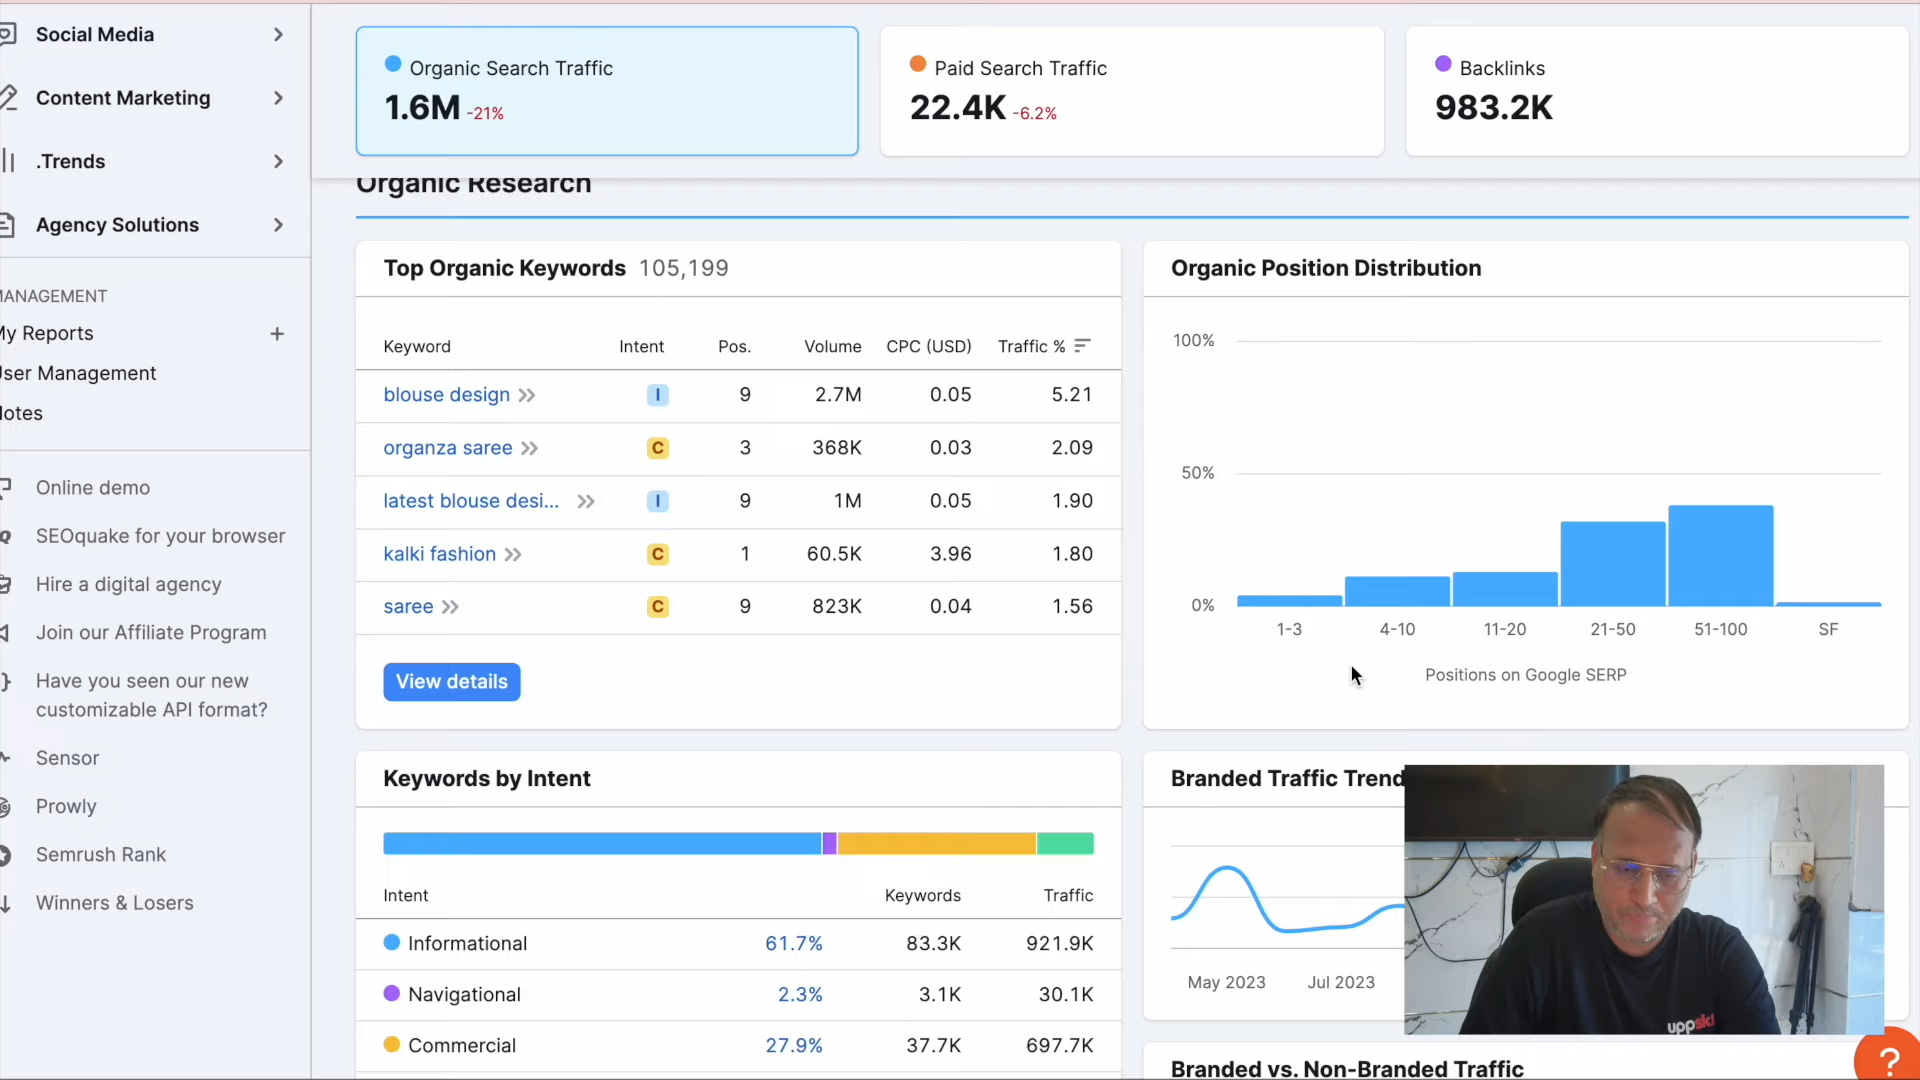 Social Media
Content Marketing
.Trends
Agency Solutions
MANAGEMENT
My Reports +
User Management
Notes
Online demo
SEOquake for your browser
Hire a digital agency
Join our Affiliate Program
Have you seen our new
customizable API format?
Sensor
Prowly
Semrush Rank
Winners & Losers
Organic Search Traffic
1.6M -21%
Paid Search Traffic
22.4K -6.2%
Backlinks
983.2K
Organic Research
Top Organic Keywords 105,199
Keyword Intent Pos. Volume CPC (USD) Traffic %
blouse design I 9 2.7M 0.05 5.21
organza saree C 3 368K 0.03 2.09
latest blouse desi... I 9 1M 0.05 1.90
kalki fashion C 1 60.5K 3.96 1.80
saree C 9 823K 0.04 1.56
View details
Organic Position Distribution
100%
50%
0%
1-3 4-10 11-20 21-50 51-100 SF
Positions on Google SERP
Keywords by Intent
Intent Keywords Traffic
Informational 61.7% 83.3K 921.9K
Navigational 2.3% 3.1K 30.1K
Commercial 27.9% 37.7K 697.7K
Branded Traffic Trend
May 2023 Jul 2023
uppskl
Branded vs. Non-Branded Traffic
?